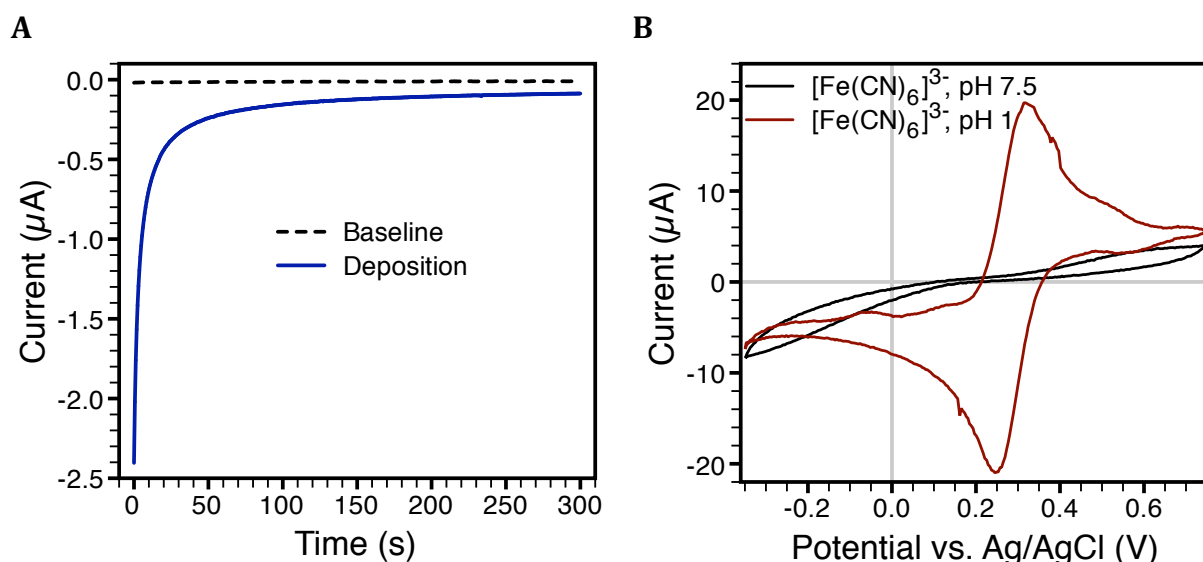 A
B
0.0
-0.5
-1.0
-1.5
-2.0
-2.5
Current (µA)
Baseline
Deposition
0
50
100
150
200
250
300
Time (s)
20
10
0
-10
-20
Current (µA)
[Fe(CN)6]3-, pH 7.5
[Fe(CN)6]3-, pH 1
-0.2
0.0
0.2
0.4
0.6
Potential vs. Ag/AgCl (V)